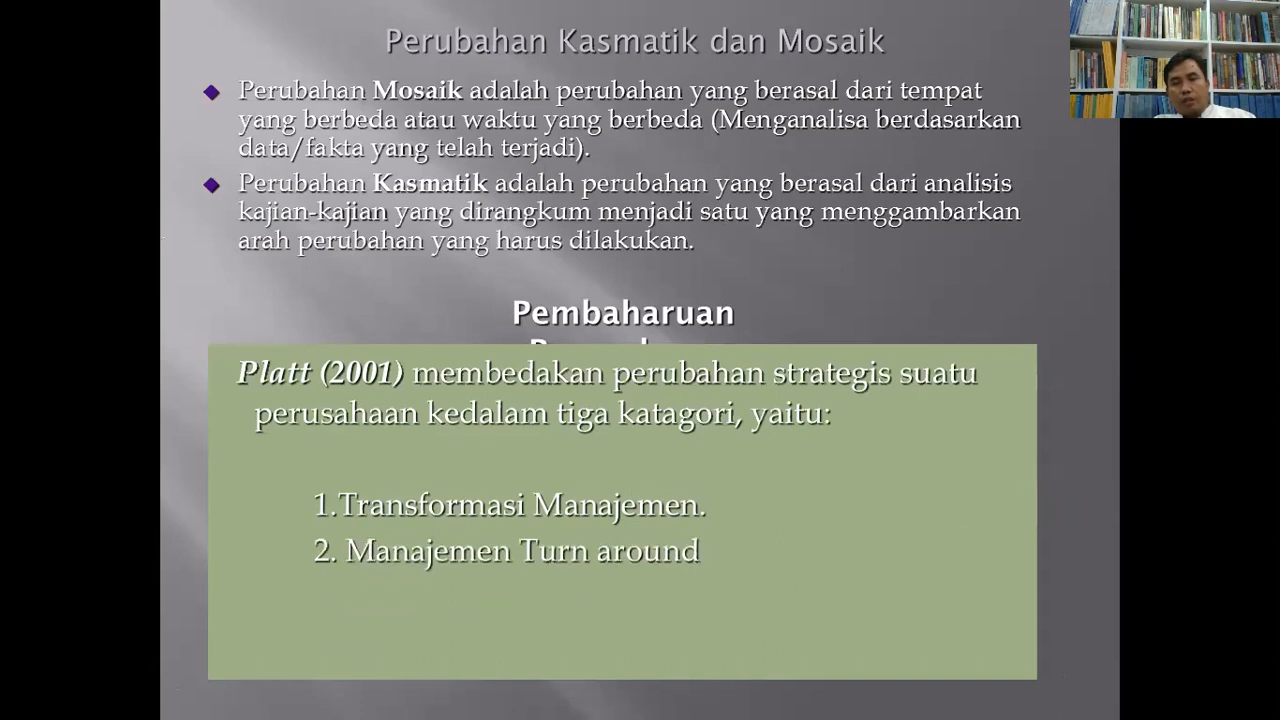 Perubahan Kasmatik dan Mosaik
Perubahan Mosaik adalah perubahan yang berasal dari tempat
yang berbeda atau waktu yang berbeda (Menganalisa berdasarkan
data/fakta yang telah terjadi).
Perubahan Kasmatik adalah perubahan yang berasal dari analisis
kajian-kajian yang dirangkum menjadi satu yang menggambarkan
arah perubahan yang harus dilakukan.
Pembaharuan
Platt (2001) membedakan perubahan strategis suatu
perusahaan kedalam tiga katagori, yaitu:
1.Transformasi Manajemen.
2. Manajemen Turn around